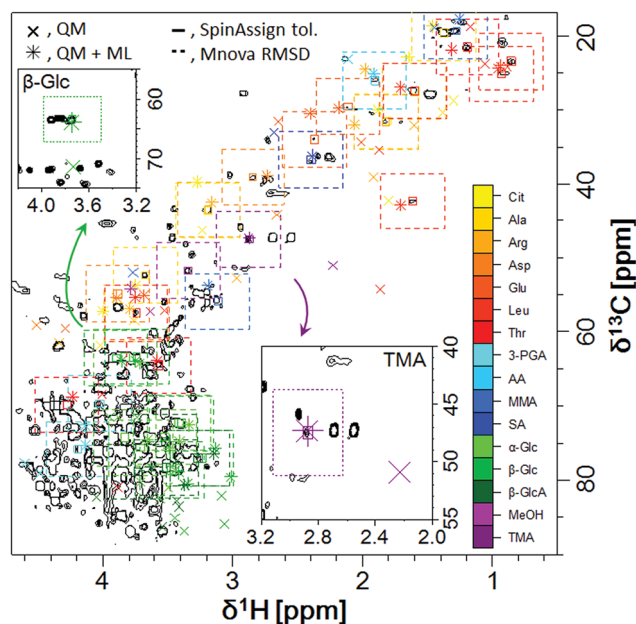 ×, QM —, SpinAssign tol.
✳, QM + ML --, Mnova RMSD
β-Glc
60
70
4.0 3.6 3.2
20
40
60
80
δ¹³C [ppm]
Cit
Ala
Arg
Asp
Glu
Leu
Thr
3-PGA
AA
MMA
SA
α-Glc
β-Glc
β-GlcA
MeOH
TMA
TMA
40
45
50
55
3.2 2.8 2.4 2.0
4 3 2 1
δ¹H [ppm]